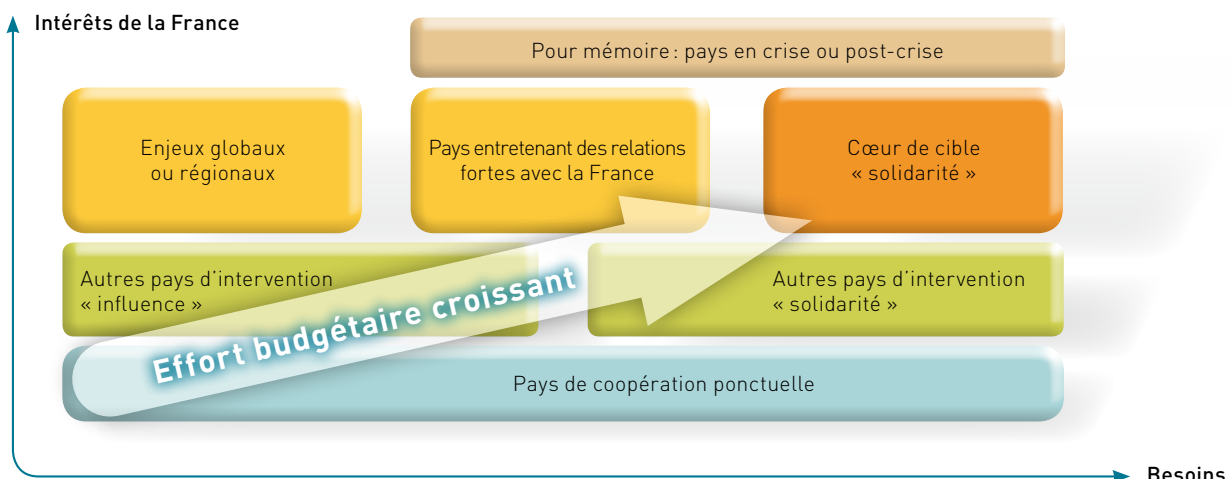 Intérêts de la France
Pour mémoire : pays en crise ou post-crise
Enjeux globaux
ou régionaux
Pays entretenant des relations
fortes avec la France
Cœur de cible
« solidarité »
Autres pays d’intervention
« influence »
Autres pays d’intervention
« solidarité »
Effort budgétaire croissant
Pays de coopération ponctuelle
Besoins